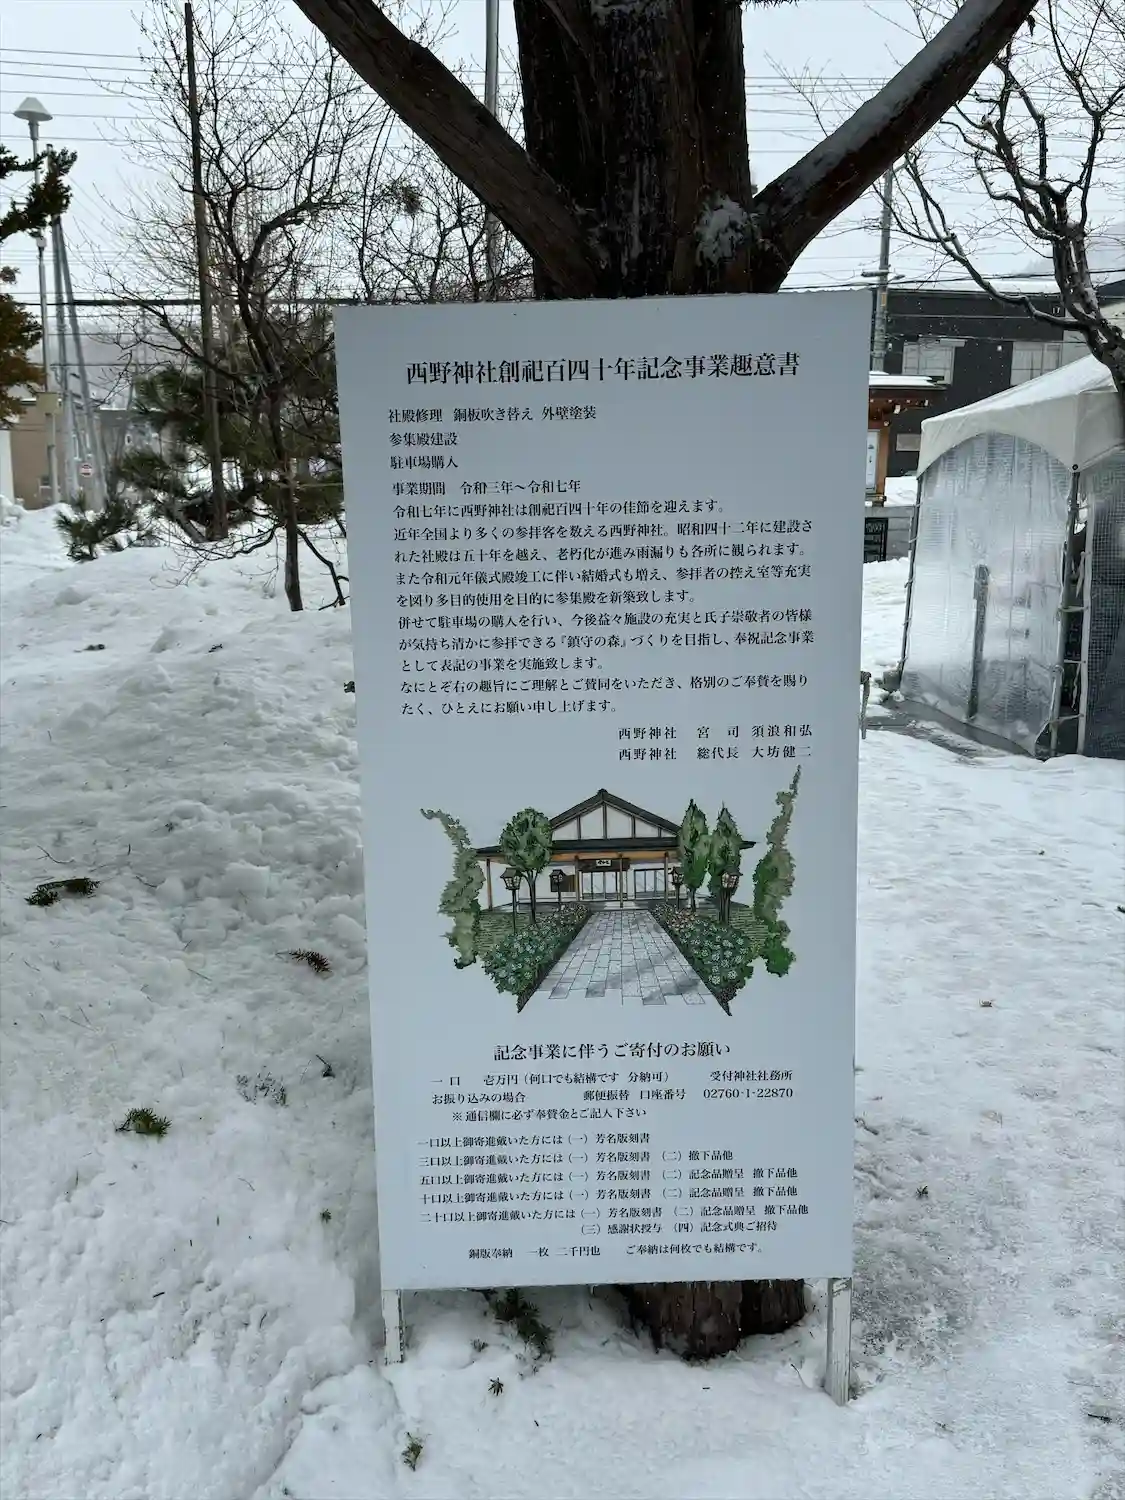 西野神社創祀百四十年記念事業趣意書
社殿修理　銅板吹き替え　外壁塗装
参集殿建設
駐車場購入
事業期間　令和三年～令和七年
令和七年に西野神社は創祀百四十年の佳節を迎えます。
近年全国より多くの参拝客を数える西野神社。昭和四十二年に建設さ
れた社殿は五十年を越え、老朽化が進み雨漏りも各所に観られます。
また令和元年儀式殿竣工に伴い結婚式も増え、参拝者の控え室等充実
を図り多目的使用を目的に参集殿を新築致します。
併せて駐車場の購入を行い、今後益々施設の充実と氏子崇敬者の皆様
が気持ち清かに参拝できる『鎮守の森』づくりを目指し、奉祝記念事業
として表記の事業を実施致します。
なにとぞ右の趣旨にご理解とご賛同をいただき、格別のご奉賛を賜り
たく、ひとえにお願い申し上げます。
西野神社　宮　司　須浪和弘
西野神社　総代長　大坊健二
記念事業に伴うご寄付のお願い
一　口　壱万円（何口でも結構です　分納可）　受付神社社務所
お振り込みの場合　郵便振替　口座番号　02760-1-22870
※通信欄に必ず奉賛金とご記入下さい
一口以上御寄進戴いた方には（一）芳名版刻書
三口以上御寄進戴いた方には（一）芳名版刻書　（二）撤下品他
五口以上御寄進戴いた方には（一）芳名版刻書　（二）記念品贈呈　撤下品他
十口以上御寄進戴いた方には（一）芳名版刻書　（二）記念品贈呈　撤下品他
二十口以上御寄進戴いた方には（一）芳名版刻書　（二）記念品贈呈　撤下品他
（三）感謝状授与　（四）記念式典ご招待
銅版奉納　一枚　二千円也　ご奉納は何枚でも結構です。